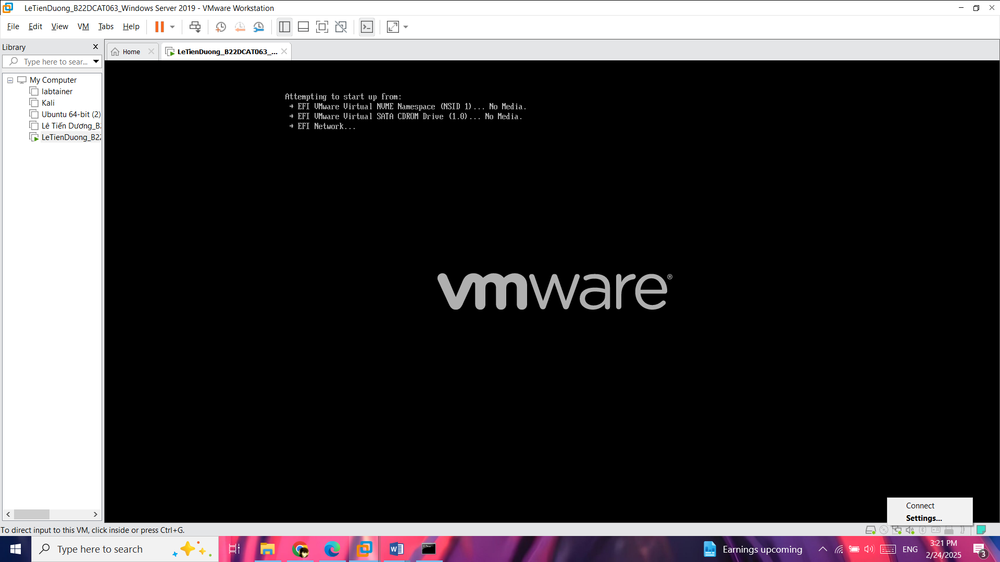 LeTienDuong_B22DCAT063_Windows Server 2019 - VMware Workstation
File Edit View VM Tabs Help
Library
Home
LeTienDuong_B22DCAT063_...
Type here to sear...
My Computer
labtainer
Kali
Ubuntu 64-bit (2)
Lê Tiến Dương_B2
LeTienDuong_B22
Attempting to start up from:
→ EFI VMware Virtual NVME Namespace (NSID 1)... No Media.
→ EFI VMware Virtual SATA CDROM Drive (1.0)... No Media.
→ EFI Network...
vmware®
Connect
Settings...
To direct input to this VM, click inside or press Ctrl+G.
Type here to search
Earnings upcoming
ENG
3:21 PM
2/24/2025
3